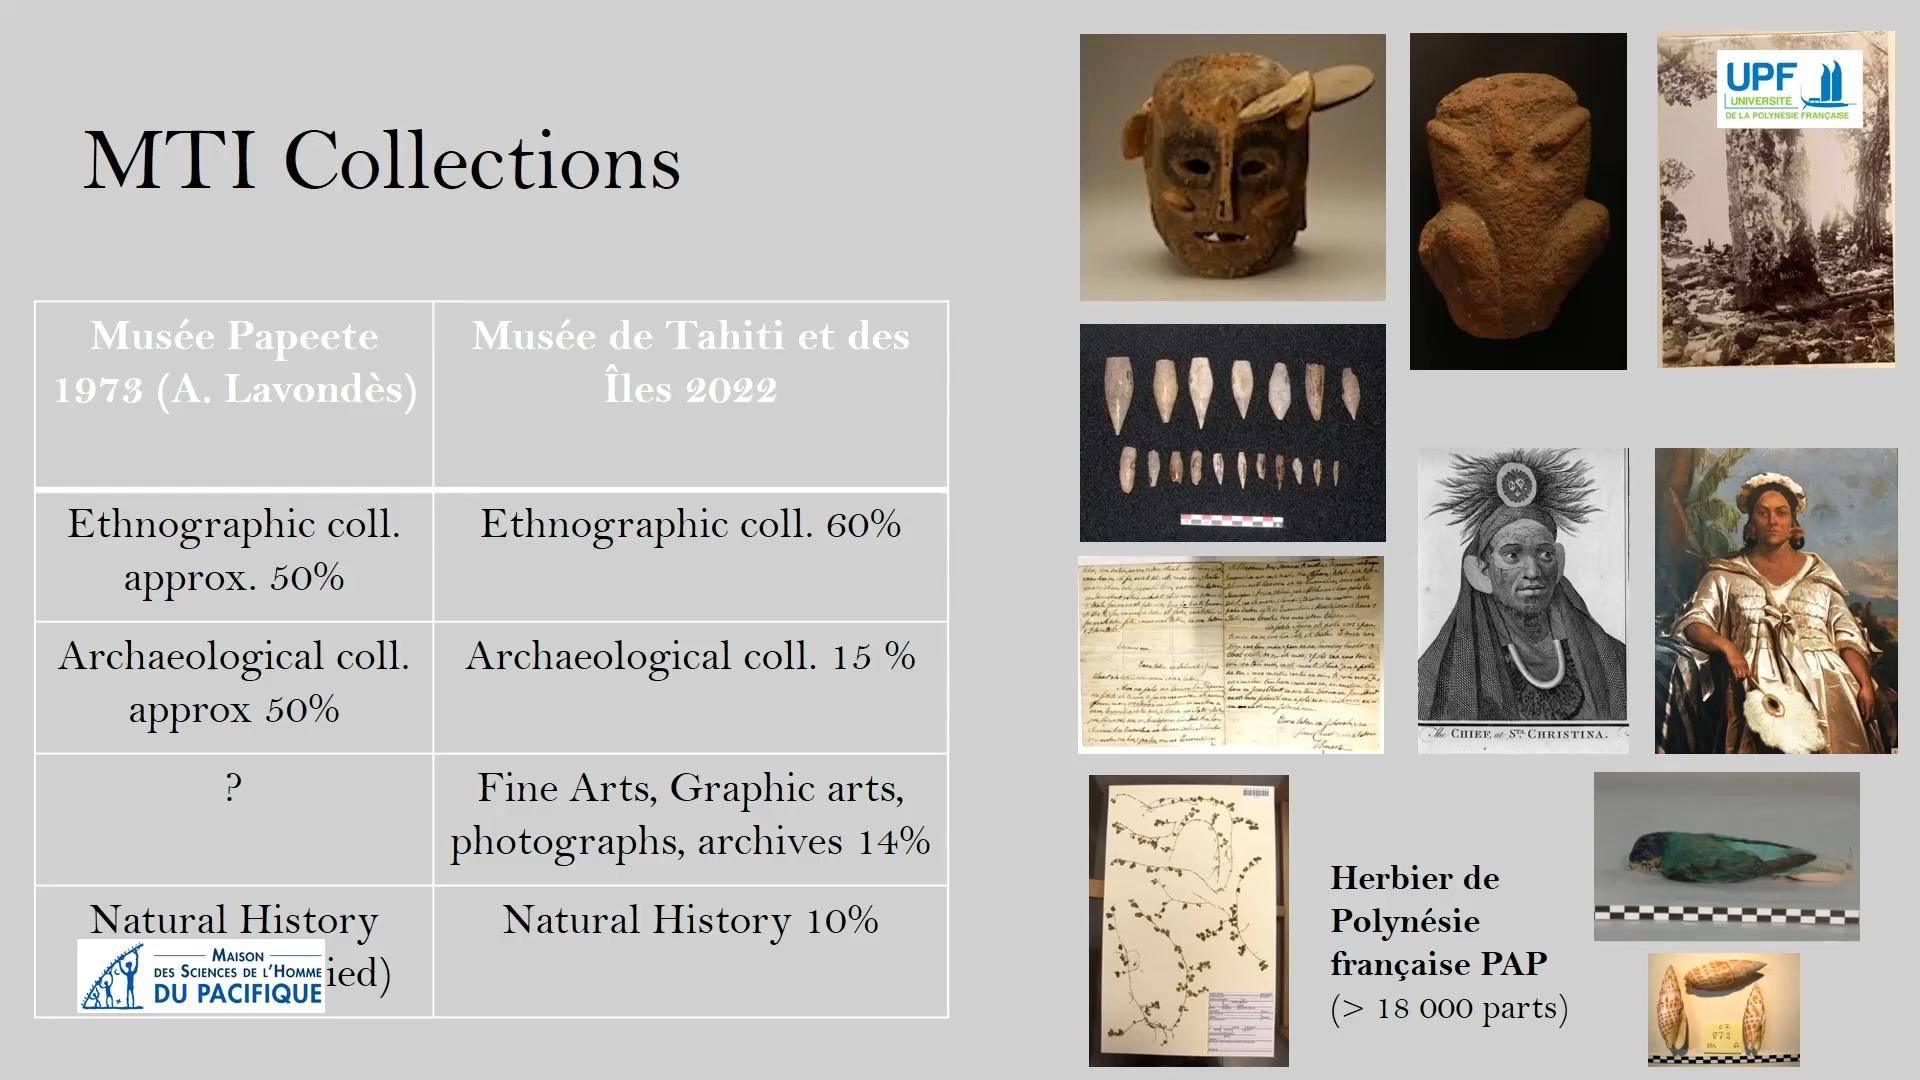 MTI Collections
UPF
UNIVERSITÉ
DE LA POLYNÉSIE FRANÇAISE
Musée Papeete
1973 (A. Lavondès)
Musée de Tahiti et des
Îles 2022
Ethnographic coll.
approx. 50%
Ethnographic coll. 60%
Archaeological coll.
approx 50%
Archaeological coll. 15 %
?
Fine Arts, Graphic arts,
photographs, archives 14%
Natural History
ied)
Natural History 10%
MAISON
DES SCIENCES DE L'HOMME
DU PACIFIQUE
The CHIEF, at STA CHRISTINA.
Herbier de
Polynésie
française PAP
(> 18 000 parts)